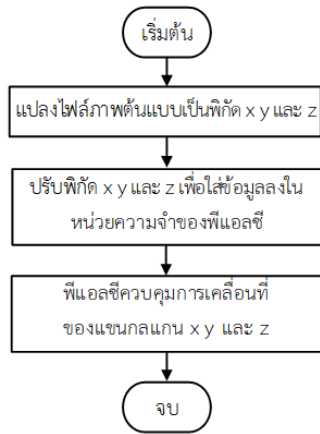 เริ่มต้น
แปลงไฟล์ภาพต้นแบบเป็นพิกัด x y และ z
ปรับพิกัด x y และ z เพื่อใส่ข้อมูลลงใน
หน่วยความจำของพีแอลซี
พีแอลซีควบคุมการเคลื่อนที่
ของแขนกลแกน x y และ z
จบ